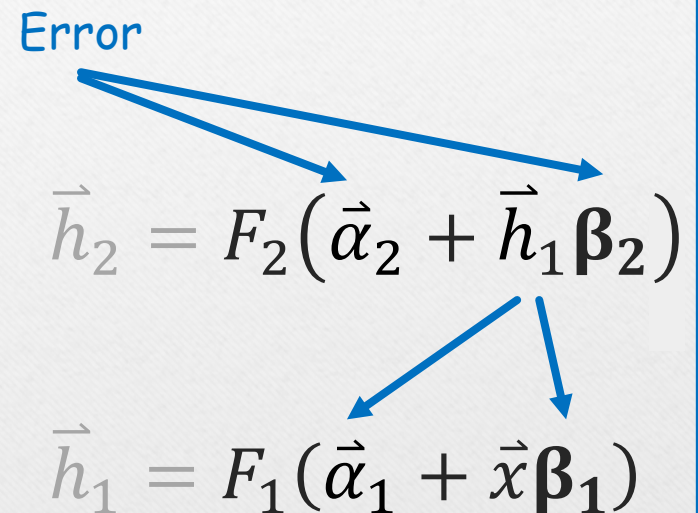 Error
h⃗₂ = F₂(α⃗₂ + h⃗₁𝛃₂)
h⃗₁ = F₁(α⃗₁ + x⃗𝛃₁)